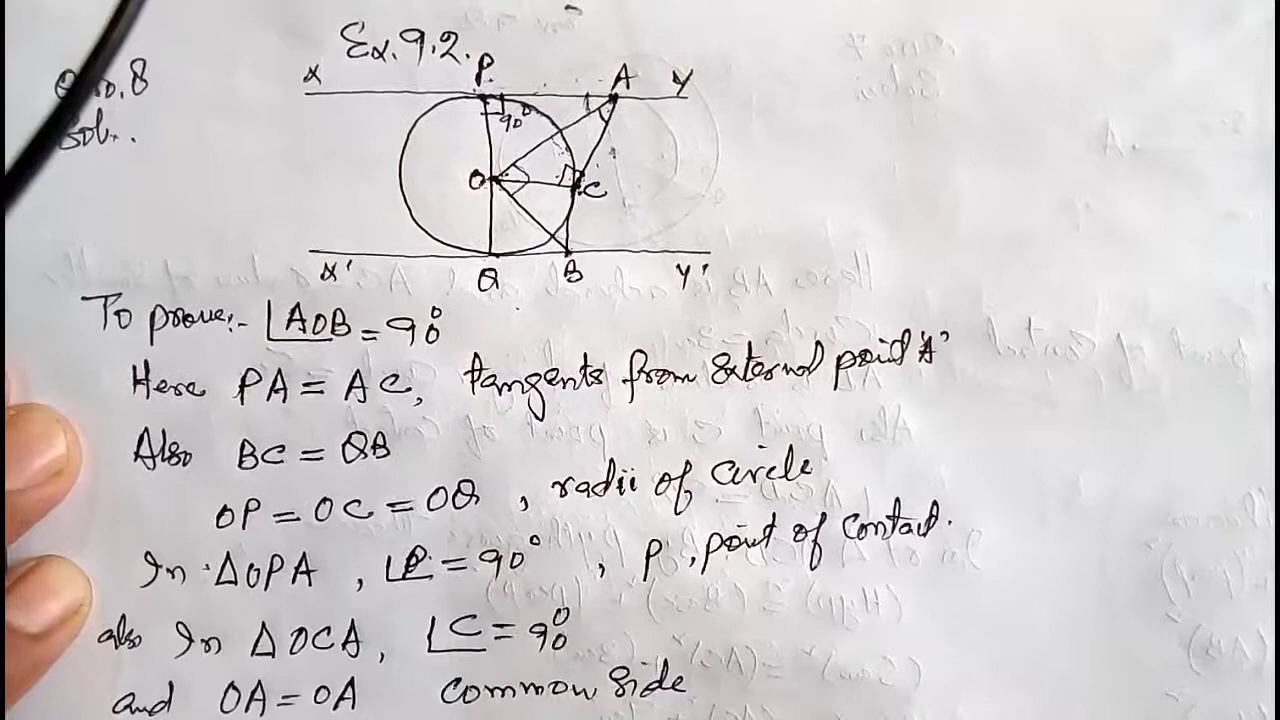 Ex. 9.2.
Q no. 8
Sol.
X P A Y
90°
O C
X' Q B Y'
To prove:- ∠AOB = 90°
Here PA = AC, tangents from external point 'A'
Also BC = QB
OP = OC = OQ , radii of circle
In ΔOPA , ∠P = 90° , P, point of contact.
also In ΔOCA, ∠C = 90°
and OA = OA Common Side